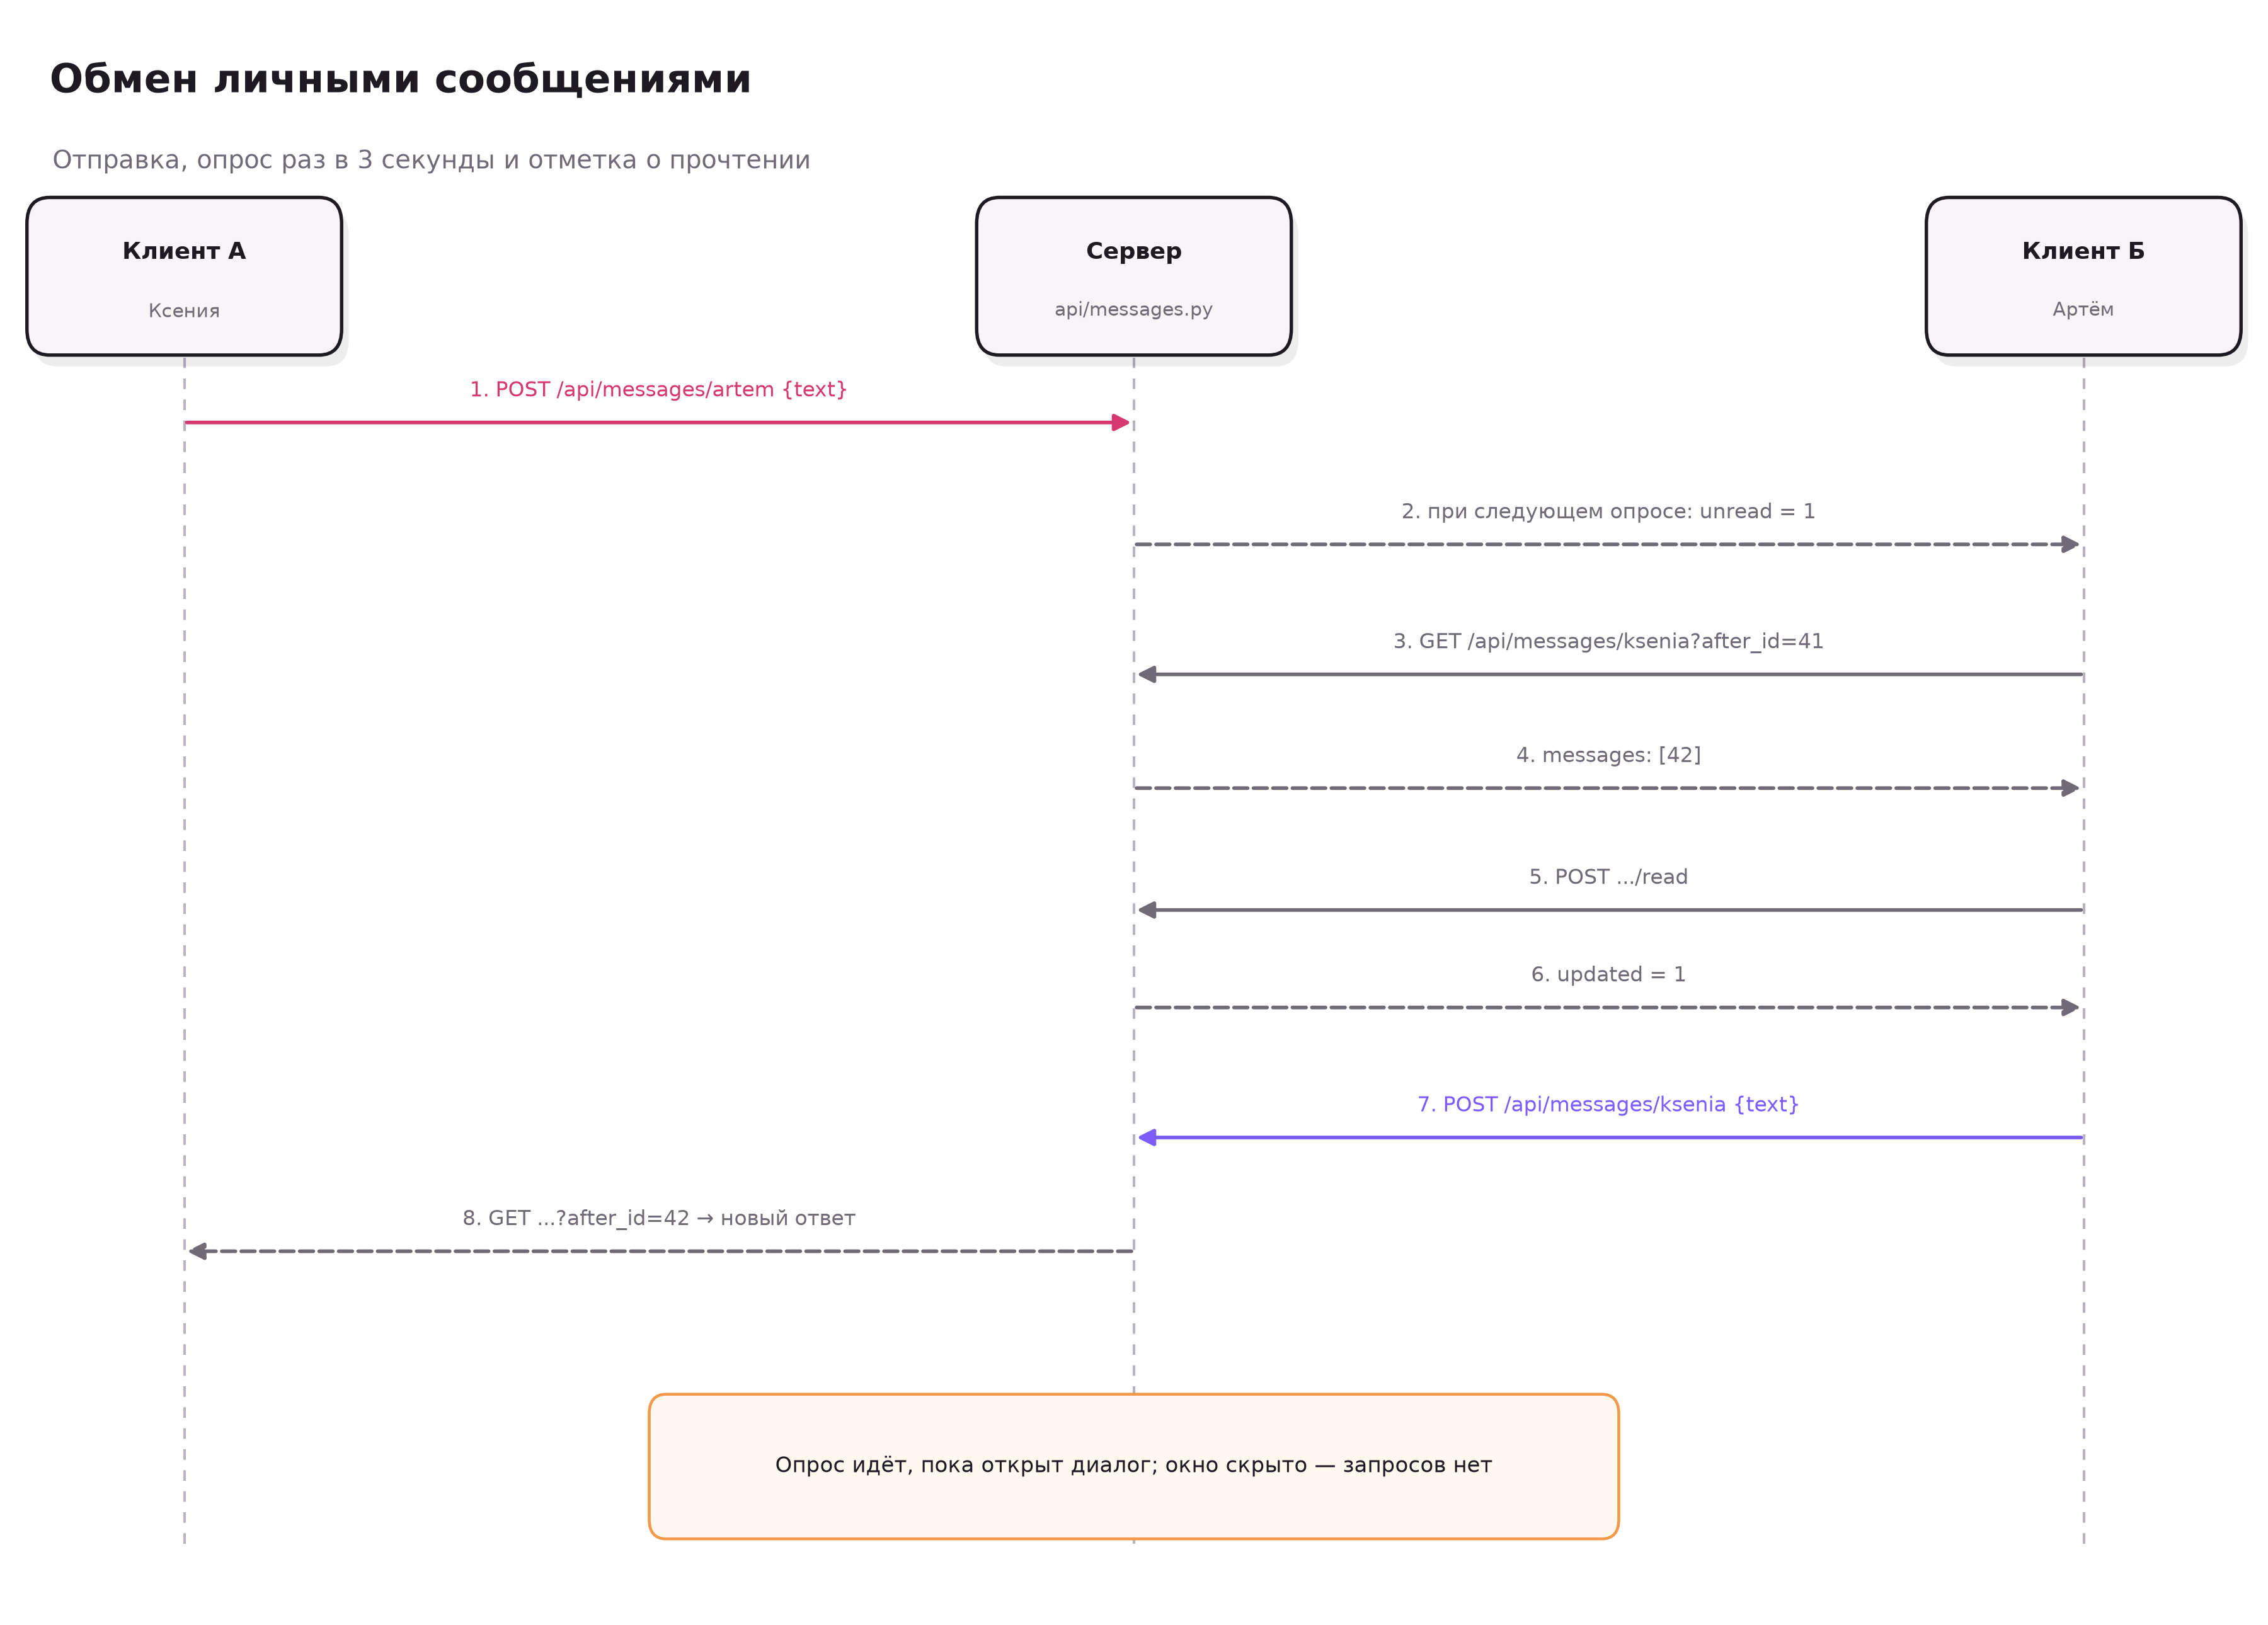 Обмен личными сообщениями
Отправка, опрос раз в 3 секунды и отметка о прочтении
Клиент А
Ксения
Сервер
api/messages.py
Клиент Б
Артём
1. POST /api/messages/artem {text}
2. при следующем опросе: unread = 1
3. GET /api/messages/ksenia?after_id=41
4. messages: [42]
5. POST .../read
6. updated = 1
7. POST /api/messages/ksenia {text}
8. GET ...?after_id=42 → новый ответ
Опрос идёт, пока открыт диалог; окно скрыто — запросов нет